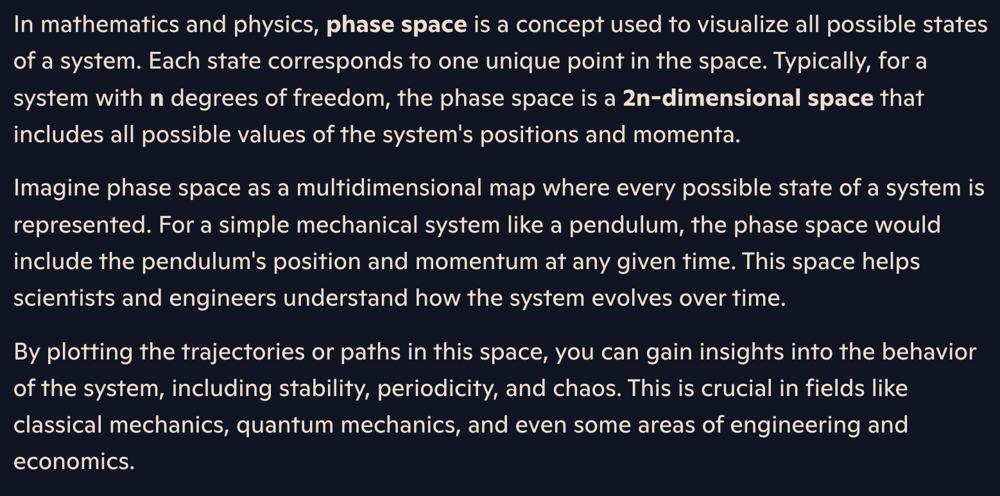 In mathematics and physics, phase space is a concept used to visualize all possible states
of a system. Each state corresponds to one unique point in the space. Typically, for a
system with n degrees of freedom, the phase space is a 2n-dimensional space that
includes all possible values of the system's positions and momenta.
Imagine phase space as a multidimensional map where every possible state of a system is
represented. For a simple mechanical system like a pendulum, the phase space would
include the pendulum's position and momentum at any given time. This space helps
scientists and engineers understand how the system evolves over time.
By plotting the trajectories or paths in this space, you can gain insights into the behavior
of the system, including stability, periodicity, and chaos. This is crucial in fields like
classical mechanics, quantum mechanics, and even some areas of engineering and
economics.